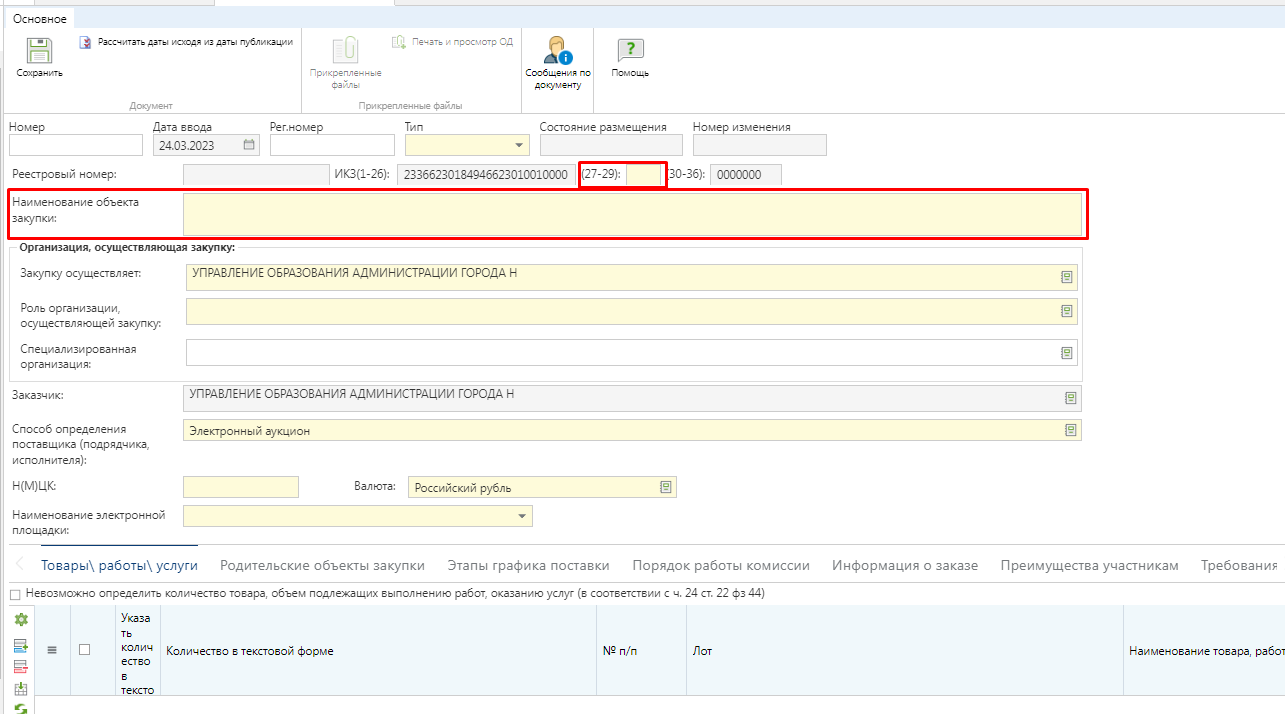 Основное
Сохранить
Рассчитать даты исходя из даты публикации
Документ
Прикрепленные
файлы
Печать и просмотр ОД
Прикрепленные файлы
Сообщения по
документу
? Помощь
Номер
Дата ввода
Рег.номер
Тип
Состояние размещения
Номер изменения
24.03.2023
Реестровый номер:
ИКЗ(1-26):
23366230184946623010010000
(27-29):
(30-36):
0000000
Наименование объекта
закупки:
Организация, осуществляющая закупку:
Закупку осуществляет:
УПРАВЛЕНИЕ ОБРАЗОВАНИЯ АДМИНИСТРАЦИИ ГОРОДА Н
Роль организации,
осуществляющей закупку:
Специализированная
организация:
Заказчик:
УПРАВЛЕНИЕ ОБРАЗОВАНИЯ АДМИНИСТРАЦИИ ГОРОДА Н
Способ определения
поставщика (подрядчика,
исполнителя):
Электронный аукцион
Н(М)ЦК:
Валюта:
Российский рубль
Наименование электронной
площадки:
Товары\ работы\ услуги
Родительские объекты закупки
Этапы графика поставки
Порядок работы комиссии
Информация о заказе
Преимущества участникам
Требования
Невозможно определить количество товара, объем подлежащих выполнению работ, оказанию услуг (в соответствии с ч. 24 ст. 22 фз 44)
Указа
ть
колич
ество
в
тексто
Количество в текстовой форме
№ п/п
Лот
Наименование товара, работ